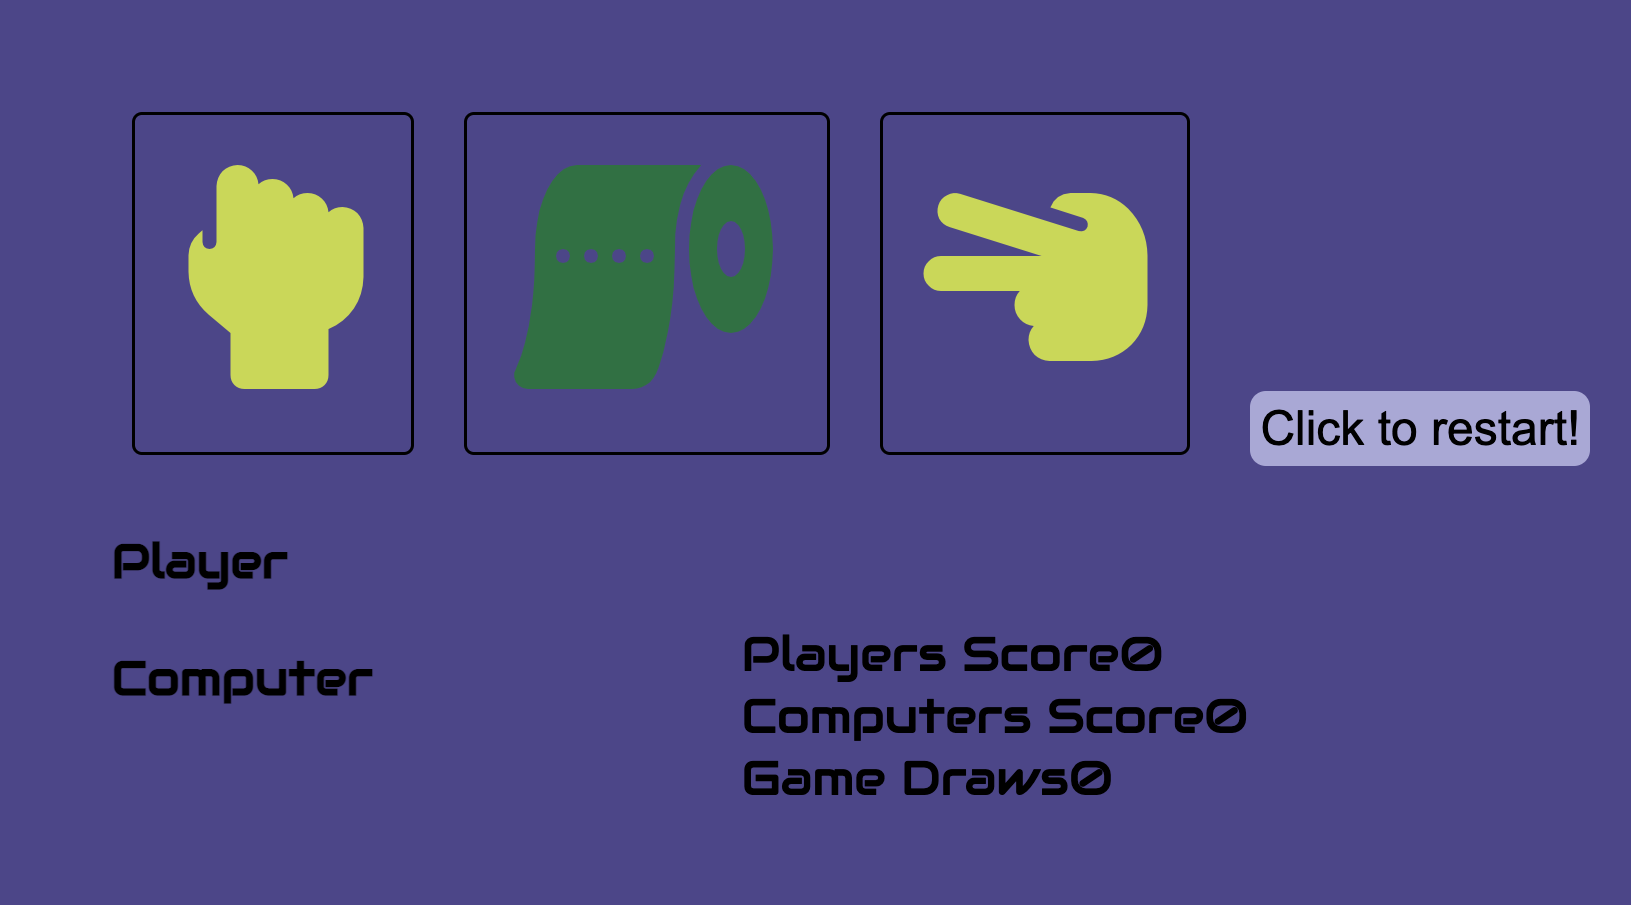 Click to restart!
Player
Computer
Players Score0
Computers Score0
Game Draws0